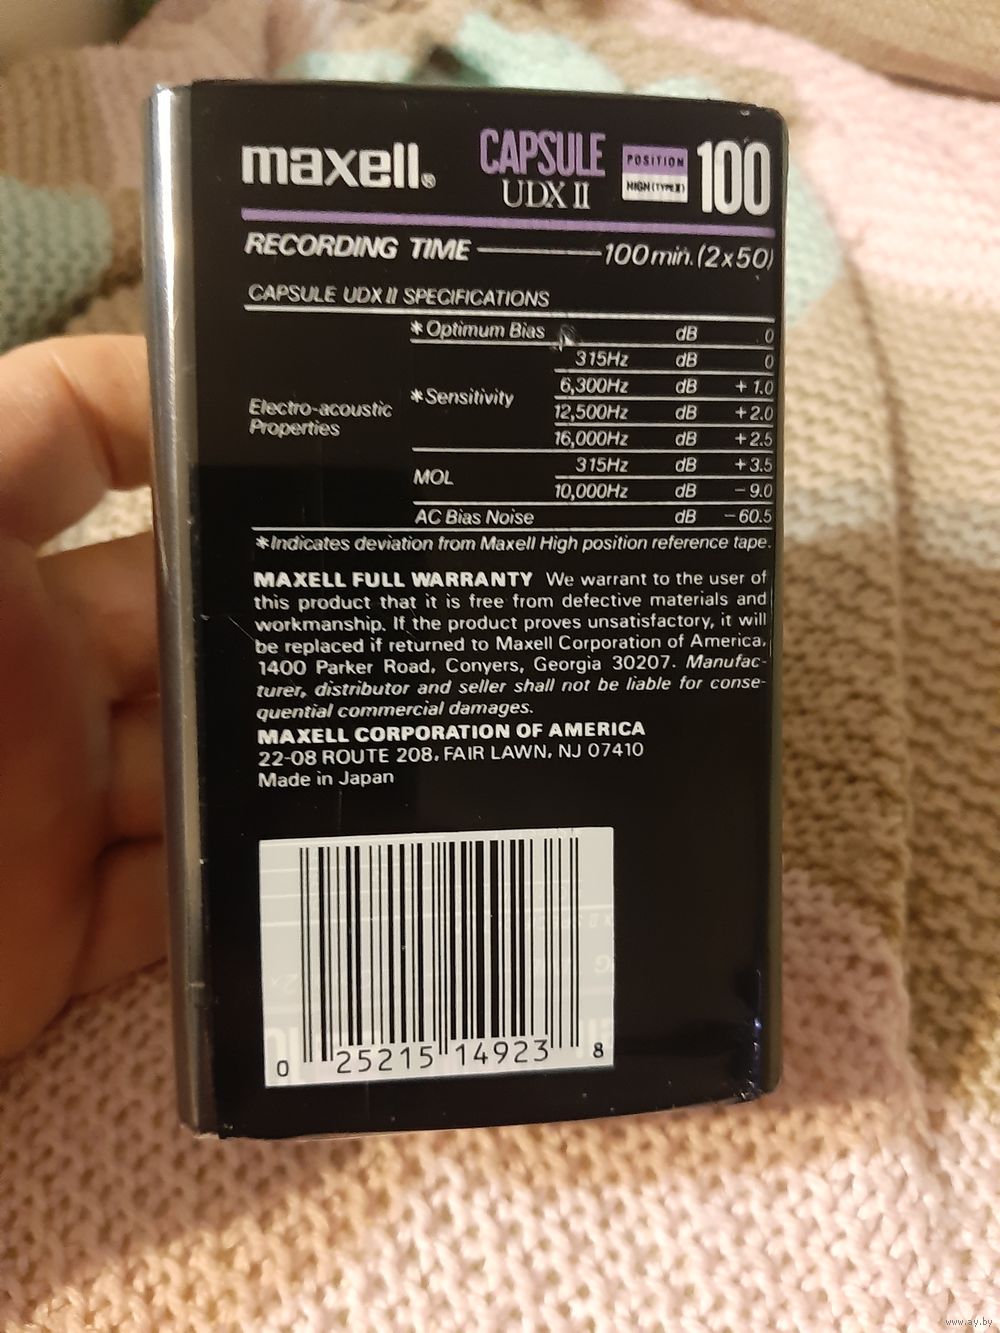 maxell®
CAPSULE
UDX II
POSITION
HIGH (TYPE II)
100
RECORDING TIME 100 min. (2x50)
CAPSULE UDX II SPECIFICATIONS
Electro-acoustic
Properties
*Optimum Bias dB 0
*Sensitivity
315Hz dB 0
6,300Hz dB +1.0
12,500Hz dB +2.0
16,000Hz dB +2.5
MOL
315Hz dB +3.5
10,000Hz dB −9.0
AC Bias Noise dB −60.5
*Indicates deviation from Maxell High position reference tape.
MAXELL FULL WARRANTY We warrant to the user of
this product that it is free from defective materials and
workmanship. If the product proves unsatisfactory, it will
be replaced if returned to Maxell Corporation of America,
1400 Parker Road, Conyers, Georgia 30207. Manufac-
turer, distributor and seller shall not be liable for conse-
quential commercial damages.
MAXELL CORPORATION OF AMERICA
22-08 ROUTE 208, FAIR LAWN, NJ 07410
Made in Japan
0 25215 14923 8
www.ay.by